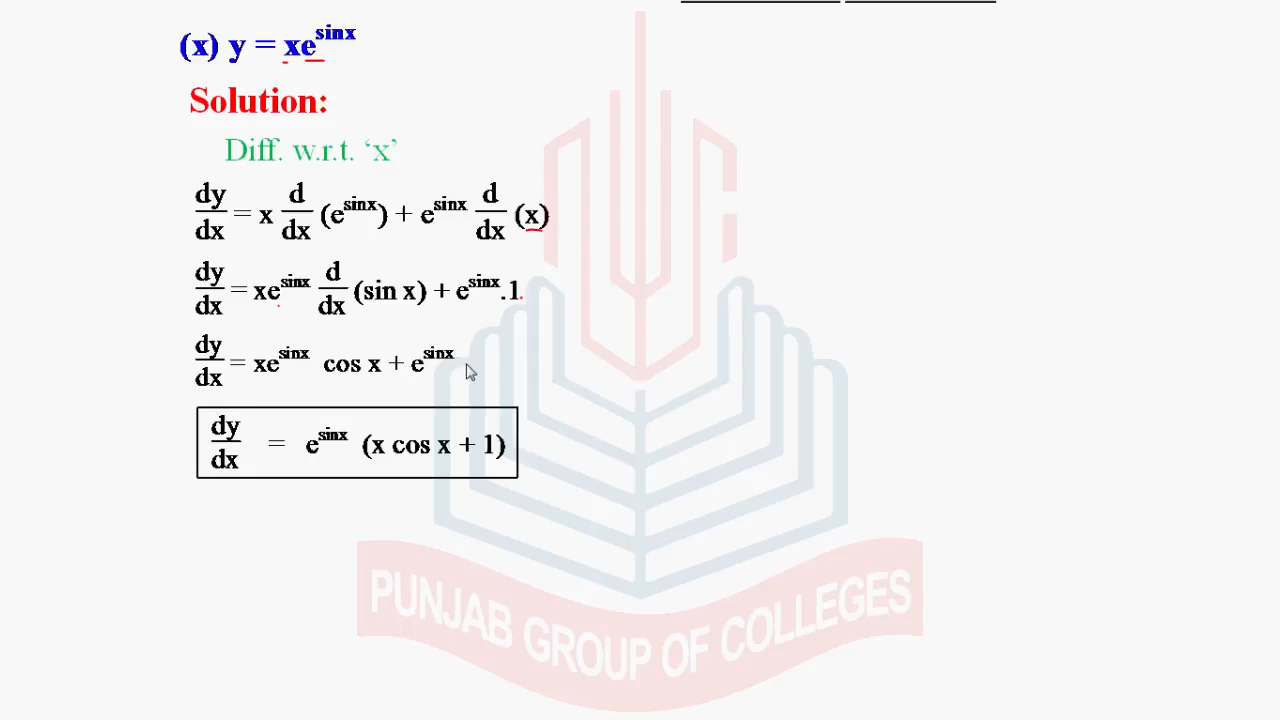 (x) y = xe^sinx
Solution:
Diff. w.r.t. ‘x’
dy/dx = x d/dx (e^sinx) + e^sinx d/dx (x)
dy/dx = xe^sinx d/dx (sin x) + e^sinx .1
dy/dx = xe^sinx cos x + e^sinx
dy/dx = e^sinx (x cos x + 1)
PUNJAB GROUP OF COLLEGES